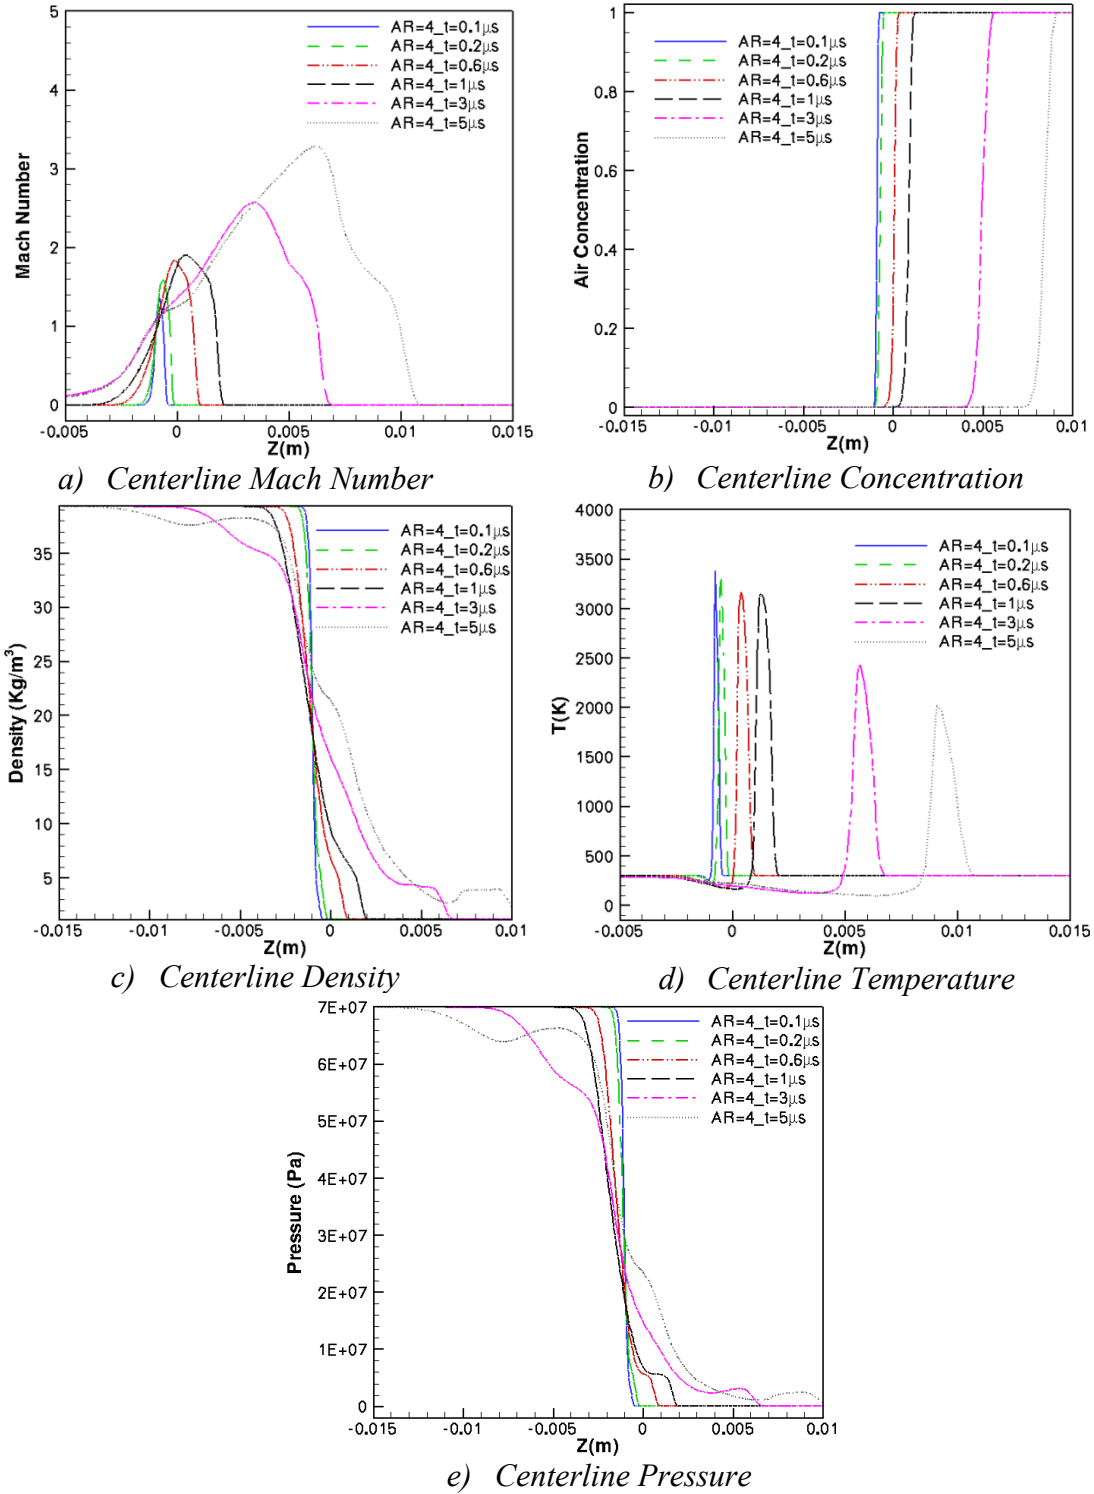 5
4
3
2
1
0
Mach Number
AR=4_t=0.1μs
AR=4_t=0.2μs
AR=4_t=0.6μs
AR=4_t=1μs
AR=4_t=3μs
AR=4_t=5μs
-0.005 0 0.005 0.01 0.015
Z(m)
a) Centerline Mach Number
1
0.8
0.6
0.4
0.2
0
Air Concentration
AR=4_t=0.1μs
AR=4_t=0.2μs
AR=4_t=0.6μs
AR=4_t=1μs
AR=4_t=3μs
AR=4_t=5μs
-0.015 -0.01 -0.005 0 0.005 0.01
Z(m)
b) Centerline Concentration
35
30
25
20
15
10
5
Density (Kg/m³)
AR=4_t=0.1μs
AR=4_t=0.2μs
AR=4_t=0.6μs
AR=4_t=1μs
AR=4_t=3μs
AR=4_t=5μs
-0.015 -0.01 -0.005 0 0.005 0.01
Z(m)
c) Centerline Density
4000
3500
3000
2500
2000
1500
1000
500
0
T(K)
AR=4_t=0.1μs
AR=4_t=0.2μs
AR=4_t=0.6μs
AR=4_t=1μs
AR=4_t=3μs
AR=4_t=5μs
-0.005 0 0.005 0.01 0.015
Z(m)
d) Centerline Temperature
7E+07
6E+07
5E+07
4E+07
3E+07
2E+07
1E+07
0
Pressure (Pa)
AR=4_t=0.1μs
AR=4_t=0.2μs
AR=4_t=0.6μs
AR=4_t=1μs
AR=4_t=3μs
AR=4_t=5μs
-0.015 -0.01 -0.005 0 0.005 0.01
Z(m)
e) Centerline Pressure